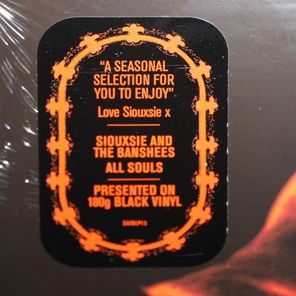 "A SEASONAL
SELECTION FOR
YOU TO ENJOY"
Love Siouxsie x
SIOUXSIE AND
THE BANSHEES
ALL SOULS
PRESENTED ON
180g BLACK VINYL